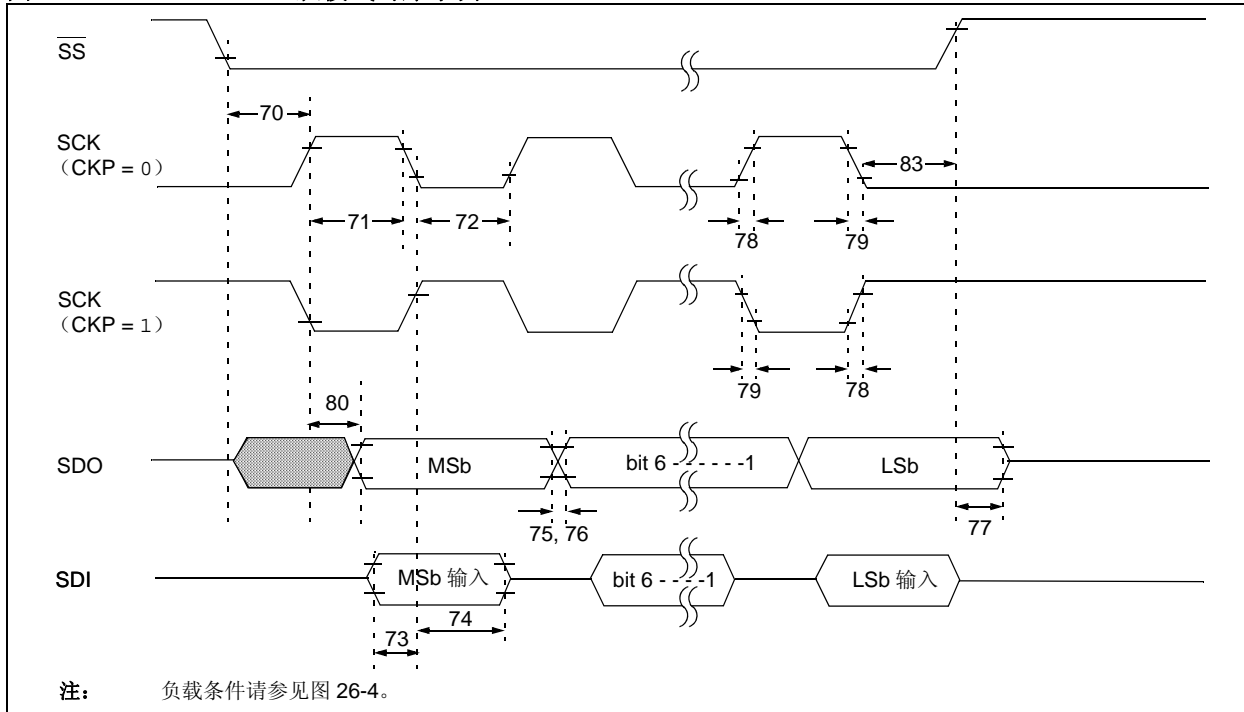 SS
70
SCK
（CKP = 0）
83
71
72
78
79
SCK
（CKP = 1）
79
78
80
SDO
MSb
bit 6 - - - - - - -1
LSb
75, 76
77
SDI
MSb 输入
bit 6 - - - - -1
LSb 输入
74
73
注： 负载条件请参见图 26-4。